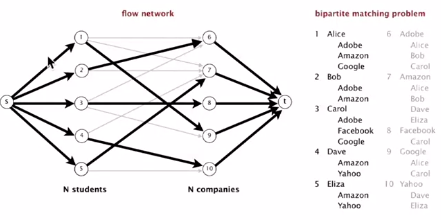 flow network
bipartite matching problem
1 Alice
Adobe
Amazon
Google
2 Bob
Adobe
Amazon
3 Carol
Adobe
Facebook
Google
4 Dave
Amazon
Yahoo
5 Eliza
Amazon
Yahoo
6 Adobe
Alice
Bob
Carol
7 Amazon
Alice
Bob
Dave
Eliza
8 Facebook
Carol
9 Google
Alice
Carol
10 Yahoo
Dave
Eliza
s
1
2
3
4
5
6
7
8
9
10
t
N students
N companies